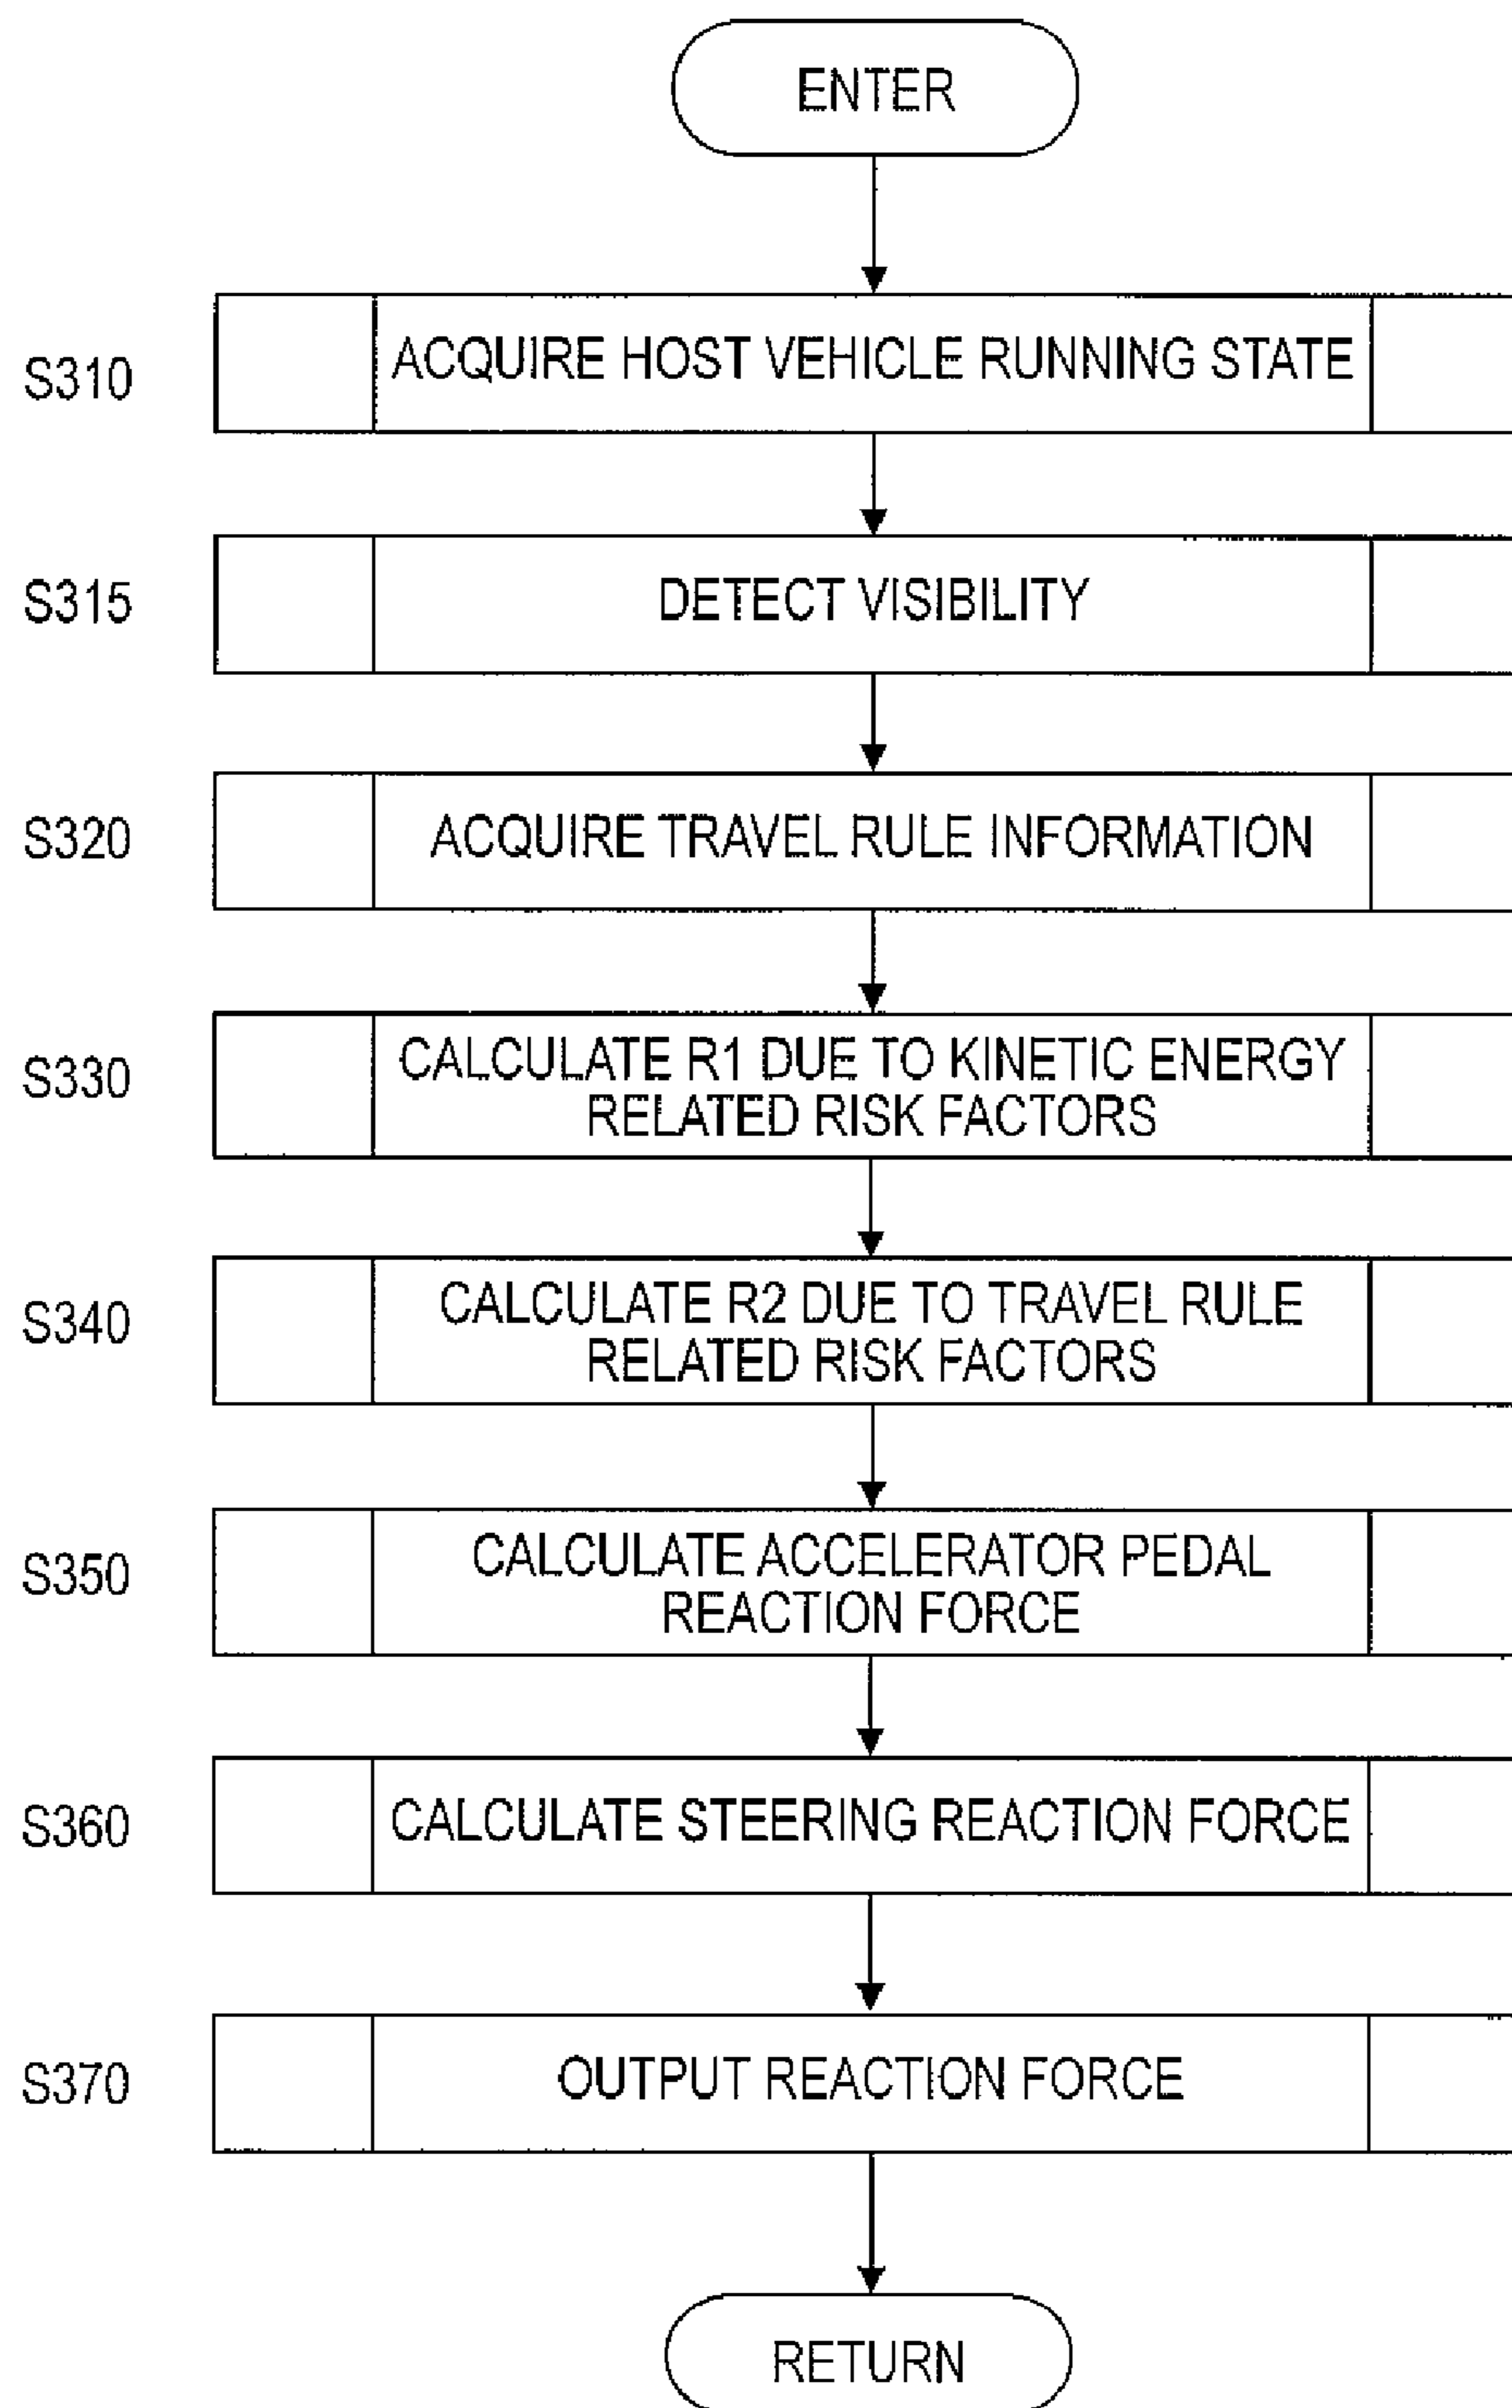 ENTER
S310
ACQUIRE HOST VEHICLE RUNNING STATE
S315
DETECT VISIBILITY
S320
ACQUIRE TRAVEL RULE INFORMATION
S330
CALCULATE R1 DUE TO KINETIC ENERGY
RELATED RISK FACTORS
S340
CALCULATE R2 DUE TO TRAVEL RULE
RELATED RISK FACTORS
S350
CALCULATE ACCELERATOR PEDAL
REACTION FORCE
S360
CALCULATE STEERING REACTION FORCE
S370
OUTPUT REACTION FORCE
RETURN